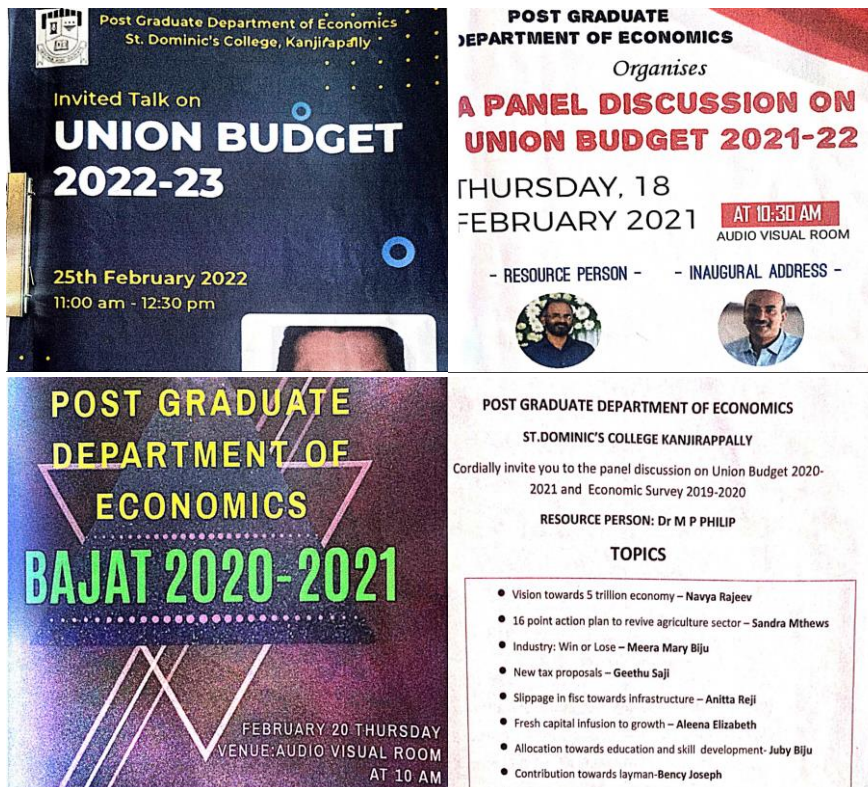 Post Graduate Department of Economics
St. Dominic's College, Kanjirapally
Invited Talk on
UNION BUDGET
2022-23
25th February 2022
11:00 am - 12:30 pm
POST GRADUATE
DEPARTMENT OF ECONOMICS
Organises
A PANEL DISCUSSION ON
UNION BUDGET 2021-22
THURSDAY, 18
FEBRUARY 2021
AT 10:30 AM
AUDIO VISUAL ROOM
- RESOURCE PERSON -
- INAUGURAL ADDRESS -
POST GRADUATE
DEPARTMENT OF
ECONOMICS
BAJAT 2020-2021
FEBRUARY 20 THURSDAY
VENUE:AUDIO VISUAL ROOM
AT 10 AM
POST GRADUATE DEPARTMENT OF ECONOMICS
ST.DOMINIC'S COLLEGE KANJIRAPPALLY
Cordially invite you to the panel discussion on Union Budget 2020-
2021 and Economic Survey 2019-2020
RESOURCE PERSON: Dr M P PHILIP
TOPICS
• Vision towards 5 trillion economy – Navya Rajeev
• 16 point action plan to revive agriculture sector – Sandra Mthews
• Industry: Win or Lose – Meera Mary Biju
• New tax proposals – Geethu Saji
• Slippage in fisc towards infrastructure – Anitta Reji
• Fresh capital infusion to growth – Aleena Elizabeth
• Allocation towards education and skill development- Juby Biju
• Contribution towards layman-Bency Joseph